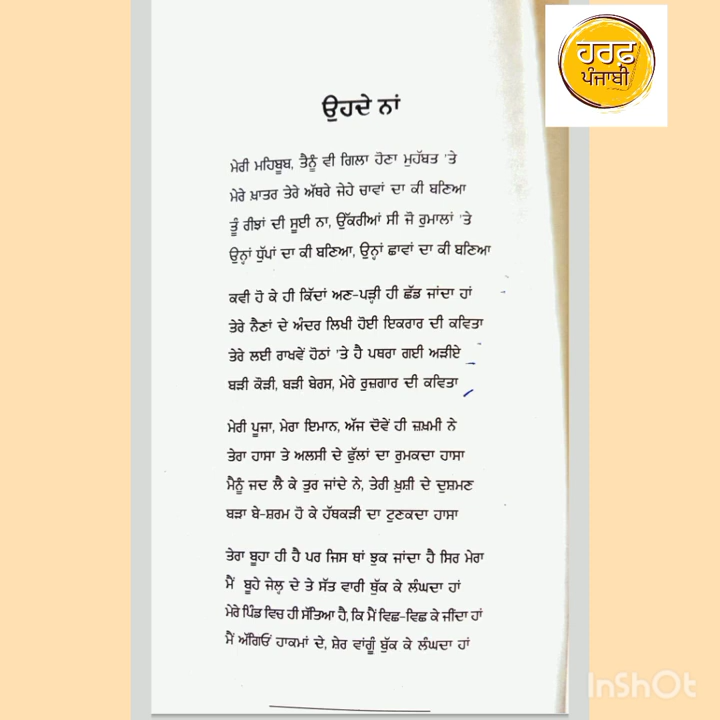 ਹਰਫ਼
ਪੰਜਾਬੀ
ਉਹਦੇ ਨਾਂ
ਮੇਰੀ ਮਹਿਬੂਬ, ਤੈਨੂੰ ਵੀ ਗਿਲਾ ਹੋਣਾ ਮੁਹੱਬਤ 'ਤੇ
ਮੇਰੇ ਖ਼ਾਤਰ ਤੇਰੇ ਅੱਥਰੇ ਜੇਹੇ ਚਾਵਾਂ ਦਾ ਕੀ ਬਣਿਆ
ਤੂੰ ਰੀਝਾਂ ਦੀ ਸੂਈ ਨਾ, ਉੱਕਰੀਆਂ ਸੀ ਜੋ ਰੁਮਾਲਾਂ 'ਤੇ
ਉਨ੍ਹਾਂ ਧੁੱਪਾਂ ਦਾ ਕੀ ਬਣਿਆ, ਉਨ੍ਹਾਂ ਛਾਵਾਂ ਦਾ ਕੀ ਬਣਿਆ
ਕਵੀ ਹੋ ਕੇ ਹੀ ਕਿੱਦਾਂ ਅਣ-ਪੜ੍ਹੀ ਹੀ ਛੱਡ ਜਾਂਦਾ ਹਾਂ
ਤੇਰੇ ਨੈਣਾਂ ਦੇ ਅੰਦਰ ਲਿਖੀ ਹੋਈ ਇਕਰਾਰ ਦੀ ਕਵਿਤਾ
ਤੇਰੇ ਲਈ ਰਾਖਵੇਂ ਹੋਠਾਂ 'ਤੇ ਹੈ ਪਥਰਾ ਗਈ ਅੜੀਏ
ਬੜੀ ਕੌੜੀ, ਬੜੀ ਬੇਰਸ, ਮੇਰੇ ਰੁਜ਼ਗਾਰ ਦੀ ਕਵਿਤਾ
ਮੇਰੀ ਪੂਜਾ, ਮੇਰਾ ਇਮਾਨ, ਅੱਜ ਦੋਵੇਂ ਹੀ ਜ਼ਖ਼ਮੀ ਨੇ
ਤੇਰਾ ਹਾਸਾ ਤੇ ਅਲਸੀ ਦੇ ਫੁੱਲਾਂ ਦਾ ਰੁਮਕਦਾ ਹਾਸਾ
ਮੈਨੂੰ ਜਦ ਲੈ ਕੇ ਤੁਰ ਜਾਂਦੇ ਨੇ, ਤੇਰੀ ਖ਼ੁਸ਼ੀ ਦੇ ਦੁਸ਼ਮਣ
ਬੜਾ ਬੇ-ਸ਼ਰਮ ਹੋ ਕੇ ਹੱਥਕੜੀ ਦਾ ਟੁਣਕਦਾ ਹਾਸਾ
ਤੇਰਾ ਬੂਹਾ ਹੀ ਹੈ ਪਰ ਜਿਸ ਥਾਂ ਝੁਕ ਜਾਂਦਾ ਹੈ ਸਿਰ ਮੇਰਾ
ਮੈਂ ਬੂਹੇ ਜੇਲ੍ਹ ਦੇ ਤੇ ਸੱਤ ਵਾਰੀ ਥੁੱਕ ਕੇ ਲੰਘਦਾ ਹਾਂ
ਮੇਰੇ ਪਿੰਡ ਵਿਚ ਹੀ ਸੱਤਿਆ ਹੈ, ਕਿ ਮੈਂ ਵਿਛ-ਵਿਛ ਕੇ ਜੀਂਦਾ ਹਾਂ
ਮੈਂ ਅੱਗਿਓਂ ਹਾਕਮਾਂ ਦੇ, ਸ਼ੇਰ ਵਾਂਗੂੰ ਬੁੱਕ ਕੇ ਲੰਘਦਾ ਹਾਂ
InShOt